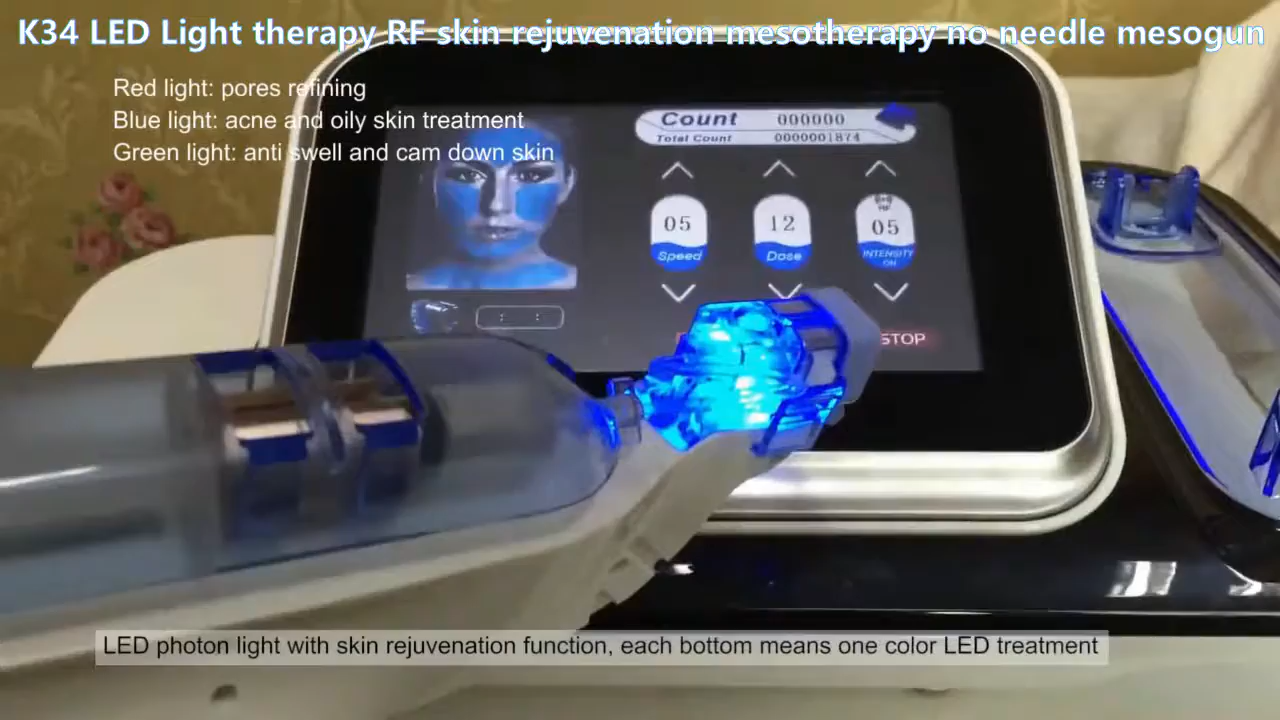 K34 LED Light therapy RF skin rejuvenation mesotherapy no needle mesogun
Red light: pores refining
Blue light: acne and oily skin treatment
Green light: anti swell and cam down skin
Count 000000
Total Count 0000001874
05 12 RF 05
Speed Dose INTENSITY ON
STOP
LED photon light with skin rejuvenation function, each bottom means one color LED treatment